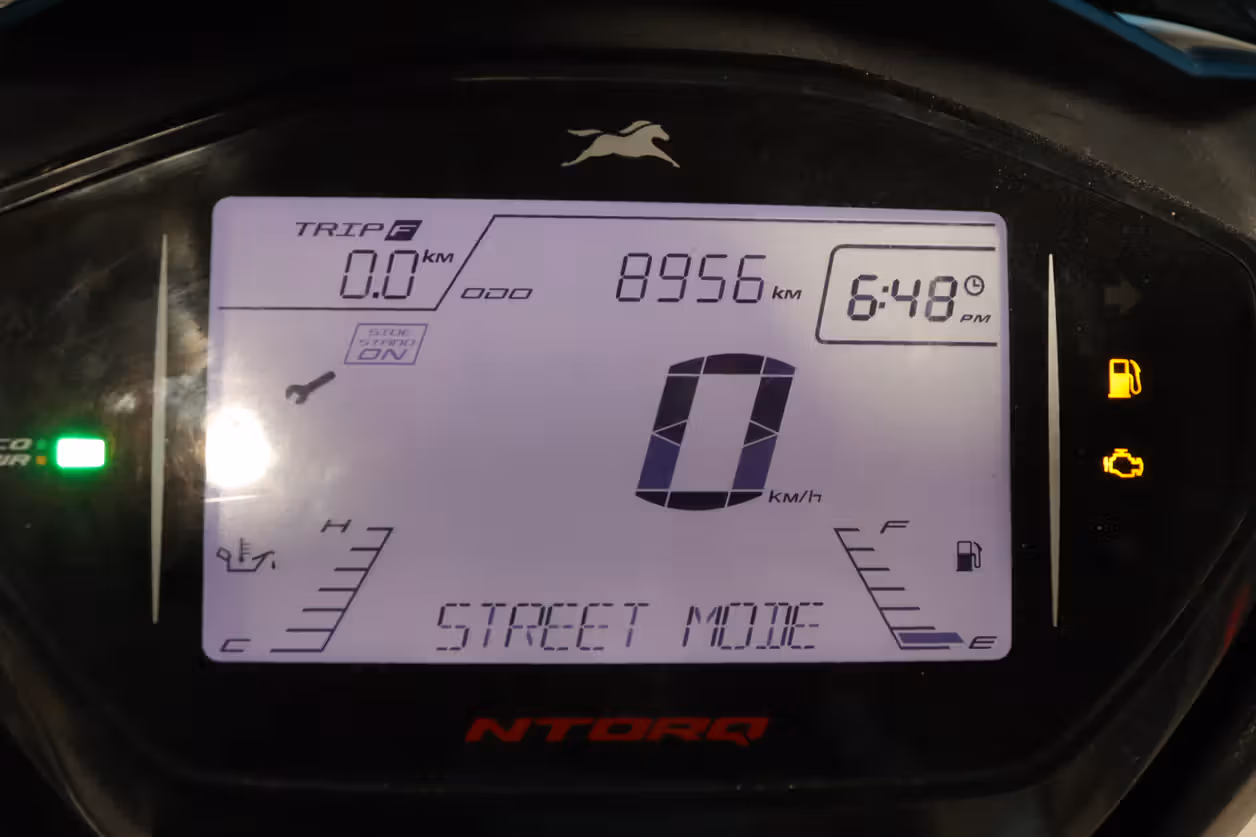 TRIP F
0.0 KM
ODO 8956 KM
6:48 PM
SIDE
STAND
ON
0 KM/h
H
C
F
E
STREET MODE
NTORQ